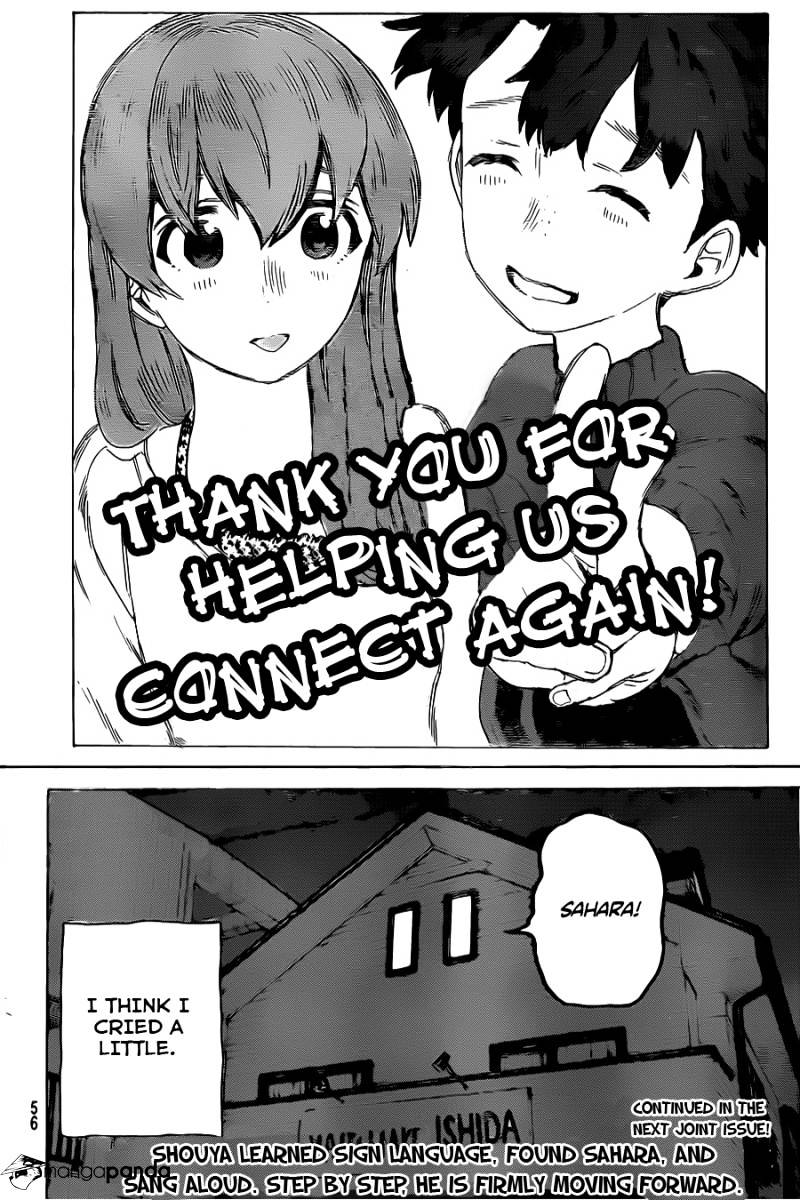 THANK YOU FOR
HELPING US
CONNECT AGAIN!
SAHARA!
I THINK I
CRIED A
LITTLE.
ISHIDA
CONTINUED IN THE
NEXT JOINT ISSUE!
56
SHOUYA LEARNED SIGN LANGUAGE, FOUND SAHARA, AND
SANG ALOUD. STEP BY STEP, HE IS FIRMLY MOVING FORWARD.
mangapanda